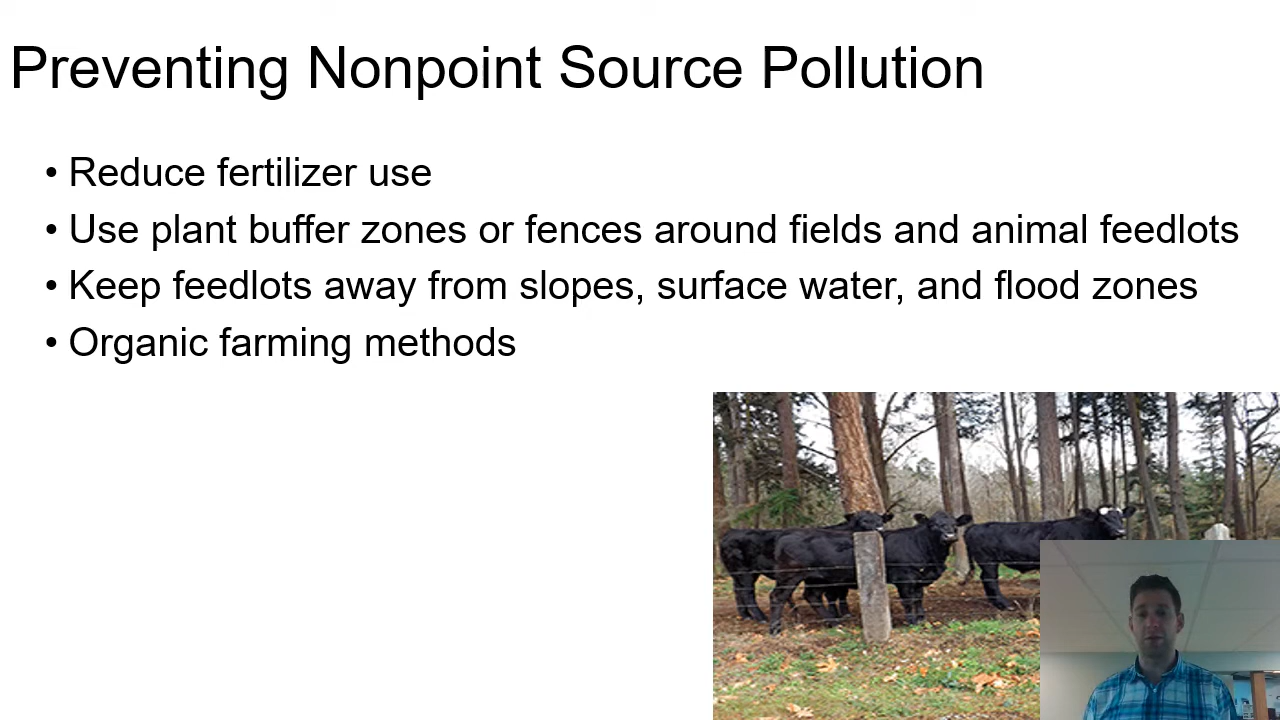 Preventing Nonpoint Source Pollution
• Reduce fertilizer use
• Use plant buffer zones or fences around fields and animal feedlots
• Keep feedlots away from slopes, surface water, and flood zones
• Organic farming methods